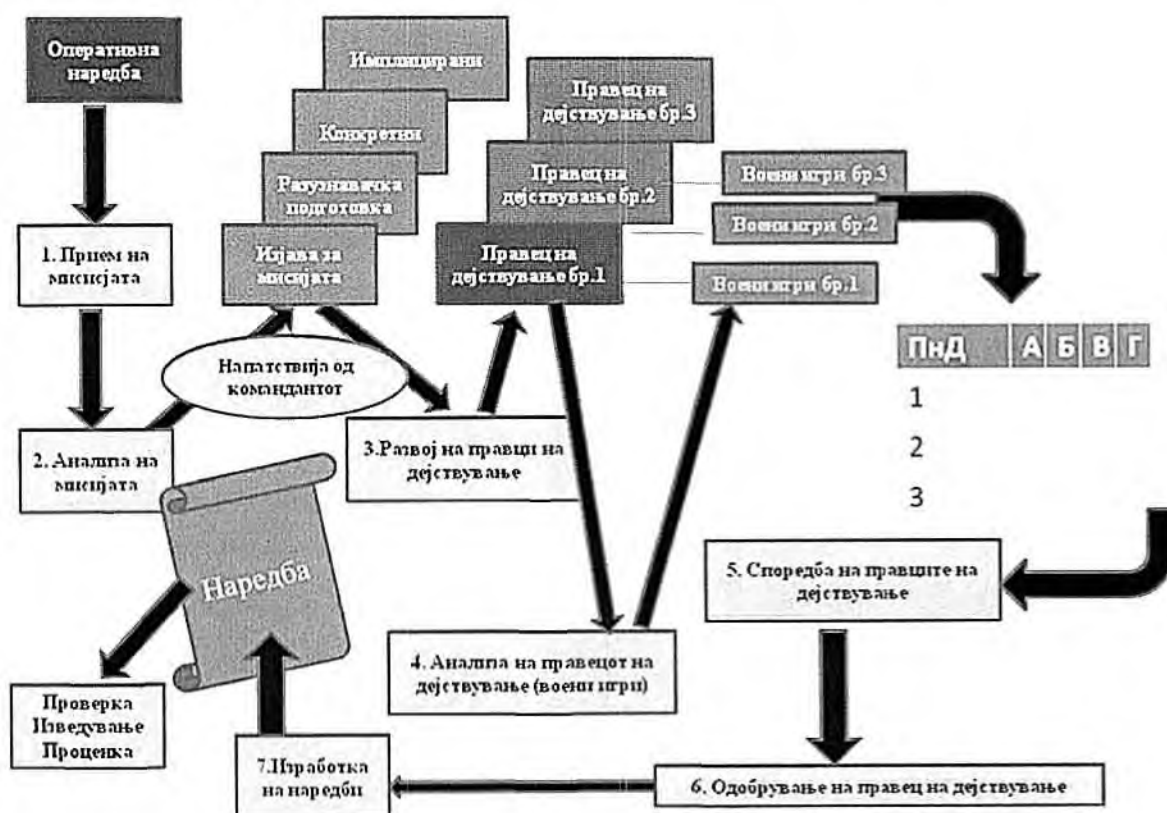 Оперативна
наредба
Имплицирани
Конкретни
Разузнавачка
подготовка
Изјава за
мисијата
Правец на
дејствување бр.3
Правец на
дејствување бр.2
Правец на
дејствување бр.1
Воени игри бр.3
Воени игри бр.2
Воени игри бр.1
1. Прием на
мисијата
Напатствија од
командантот
2. Анализа на
мисијата
3.Развој на правци на
дејствување
ПнД А Б В Г
1
2
3
5. Споредба на правците на
дејствување
Наредба
4. Анализа на правецот на
дејствување (воени игри)
Проверка
Изведување
Проценка
7.Изработка
на наредби
6. Одобрување на правец на дејствување